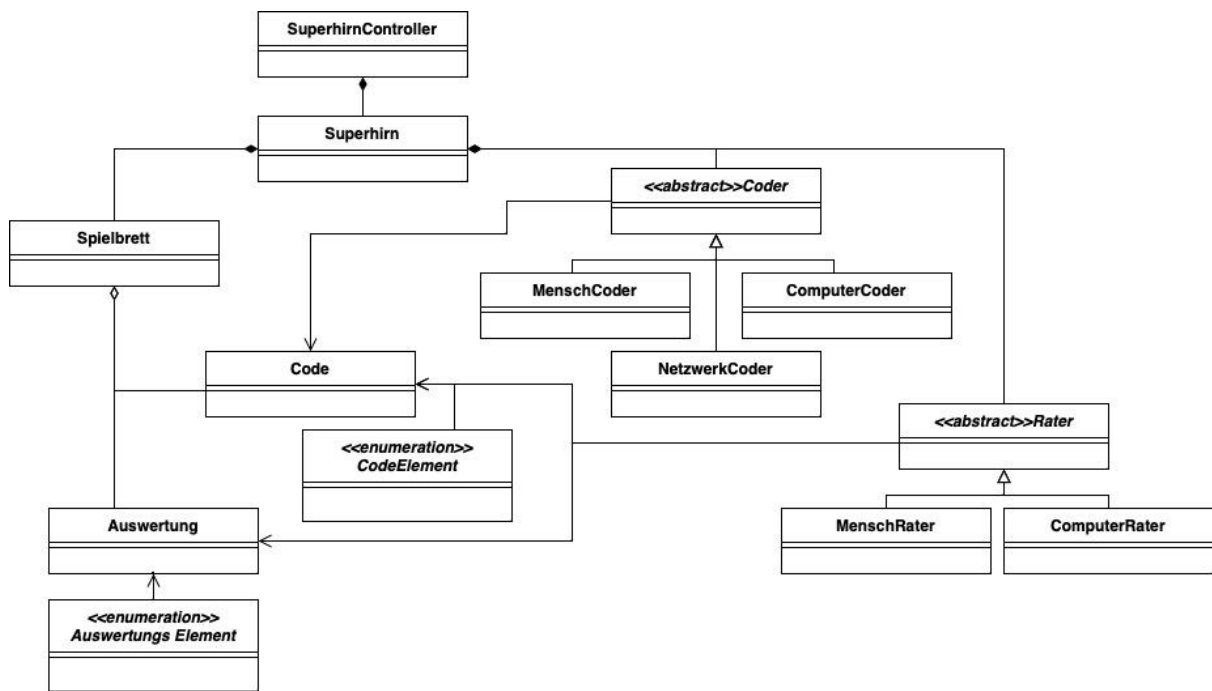 SuperhirnController
Superhirn
<<abstract>>Coder
Spielbrett
MenschCoder
ComputerCoder
Code
NetzwerkCoder
<<abstract>>Rater
<<enumeration>>
CodeElement
Auswertung
MenschRater
ComputerRater
<<enumeration>>
Auswertungs Element